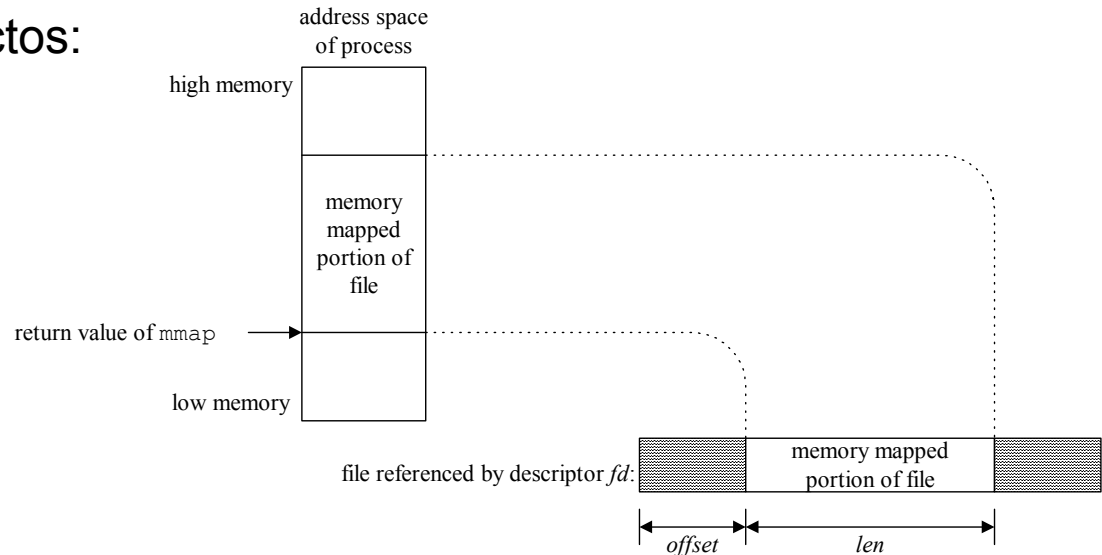 ctos:
address space
of process
high memory
memory
mapped
portion of
file
return value of mmap
low memory
file referenced by descriptor fd:
memory mapped
portion of file
offset
len